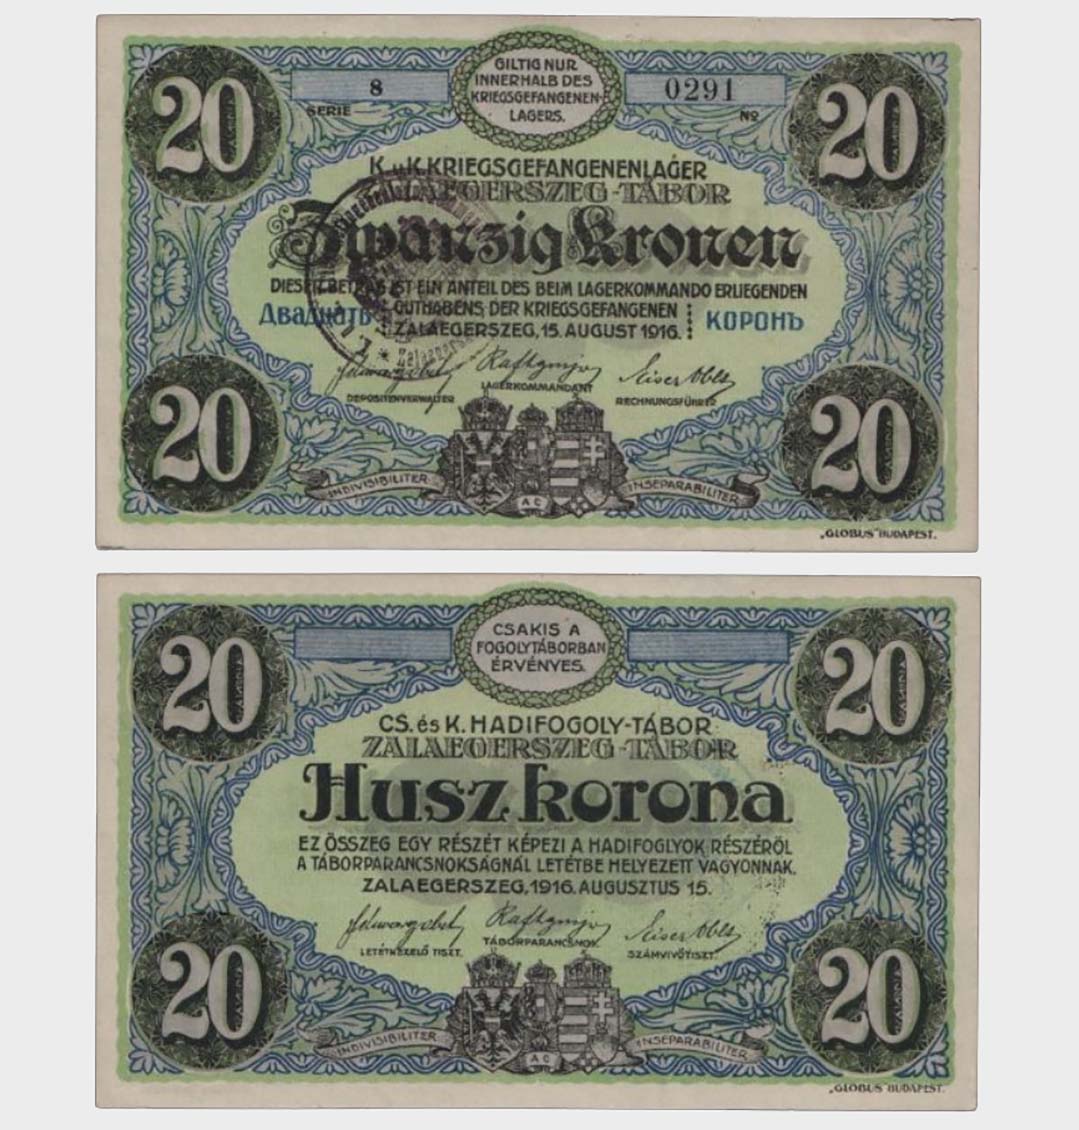 20
8
SERIE
GILTIG NUR
INNERHALB DES
KRIEGSGEFANGENEN-
LAGERS.
0291
No
20
K. u. K. KRIEGSGEFANGENENLAGER
ZALAEGERSZEG-TÁBOR
Zwanzig Kronen
DIESER BETRAG IST EIN ANTEIL DES BEIM LAGERKOMMANDO ERLIEGENDEN
GUTHABENS DER KRIEGSGEFANGENEN
Двадцать КОРОНЪ
ZALAEGERSZEG, 15. AUGUST 1916.
DEPOSITENVERWALTER
LAGERKOMMANDANT
RECHNUNGSFÜHRER
20
INDIVISIBILITER
AC
INSEPARABILITER
20
„GLOBUS" BUDAPEST.
20
CSAKIS A
FOGOLYTÁBORBAN
ÉRVÉNYES.
20
CS. és K. HADIFOGOLY-TÁBOR
ZALAEGERSZEG-TÁBOR
Husz korona
EZ ÖSSZEG EGY RÉSZÉT KÉPEZI A HADIFOGLYOK RÉSZÉRŐL
A TÁBORPARANCSNOKSÁGNÁL LETÉTBE HELYEZETT VAGYONNAK.
ZALAEGERSZEG, 1916. AUGUSZTUS 15.
LETÉTKEZELŐ TISZT.
TÁBORPARANCSNOK.
SZÁMVIVŐTISZT.
20
INDIVISIBILITER
AC
INSEPARABILITER
20
„GLOBUS" BUDAPEST.